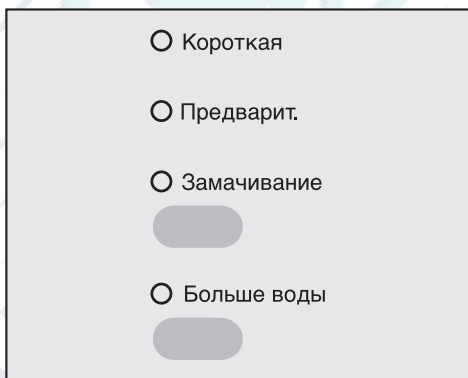 Короткая
Предварит.
Замачивание
Больше воды